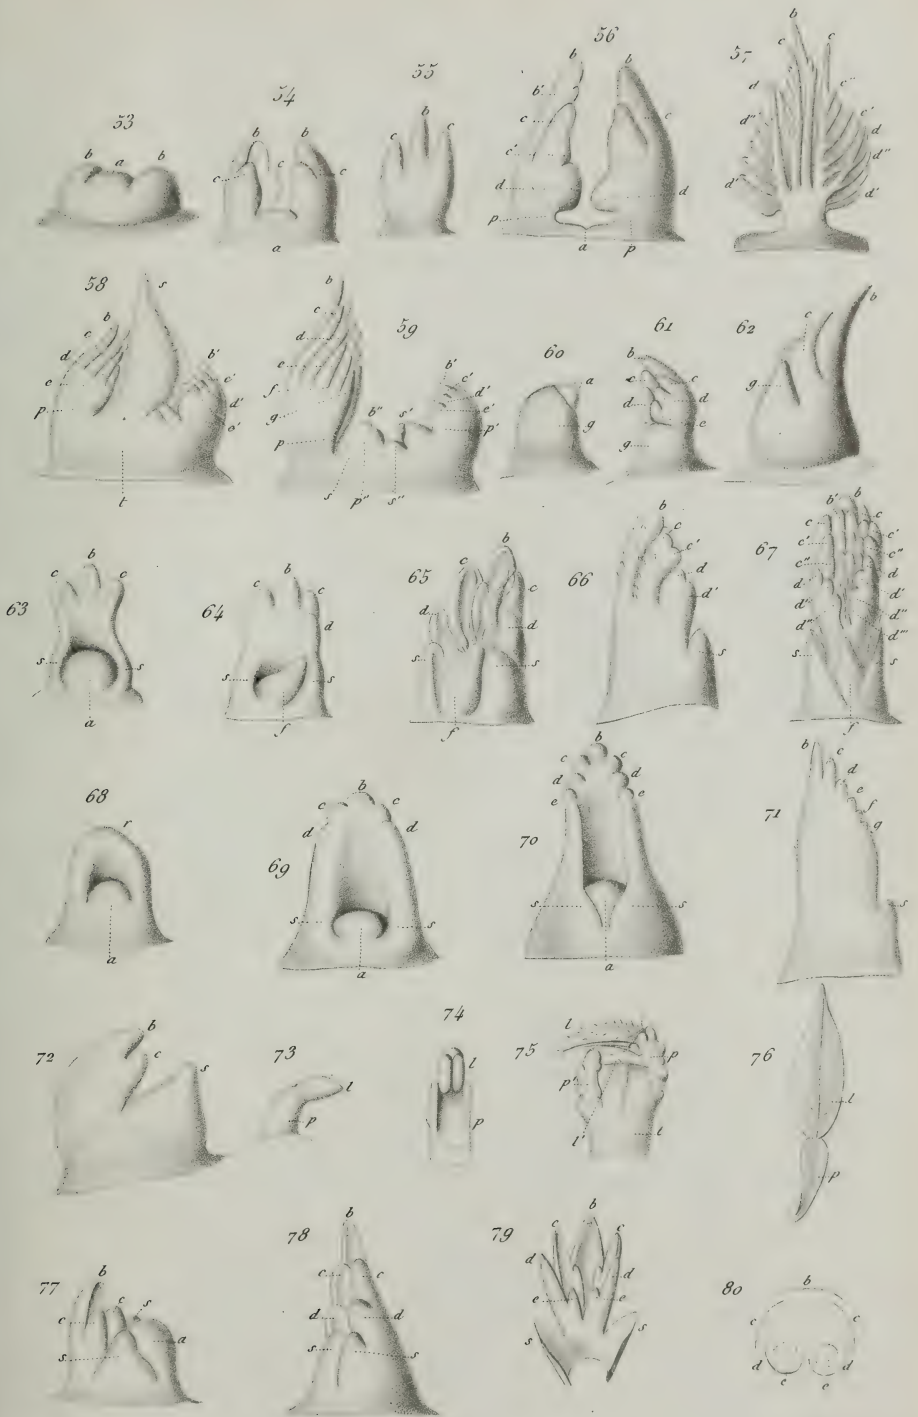 53
b a b
54
b b
c c c
a
55
b
c c
56
b b
b'
c c
c'
d d
p
a p
57
b
c c
d c'
c'
d" d
d"
d' d'
58
s
b
c b'
d c'
e d'
p e'
t
59
b
c
d
e b'
f c'
g b" s' d'
e'
p p'
s p" s"
60
a
g
61
b
c c
d d
e
g
62
b
c
g
63
b
c c
s s
a
64
b
c c
d
s s
f
65
b
c c
d d
s s
f
66
b
c
c'
d
d'
s
67
b' b
c c
c' c'
c" c"
d d
d' d'
d" d"
d"' d"'
s s
f
68
r
a
69
b
c c
d d
s s
a
70
b
c c
d d
e e
s s
a
71
b c
d
e
f
g
s
72
b
c
s
73
l
p
74
l
p
75
l
p
p'
l' l
76
l
p
77
b
c c s
s a
78
b
c c
d d
s s
79
b
c c
d d
e e
s s
80
b
c c
d d
e e